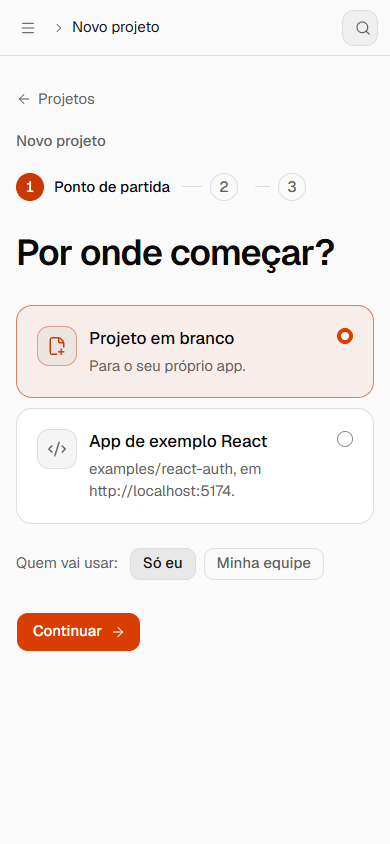 Novo projeto
Projetos
Novo projeto
1 Ponto de partida 2 3
Por onde começar?
Projeto em branco
Para o seu próprio app.
App de exemplo React
examples/react-auth, em
http://localhost:5174.
Quem vai usar: Só eu Minha equipe
Continuar